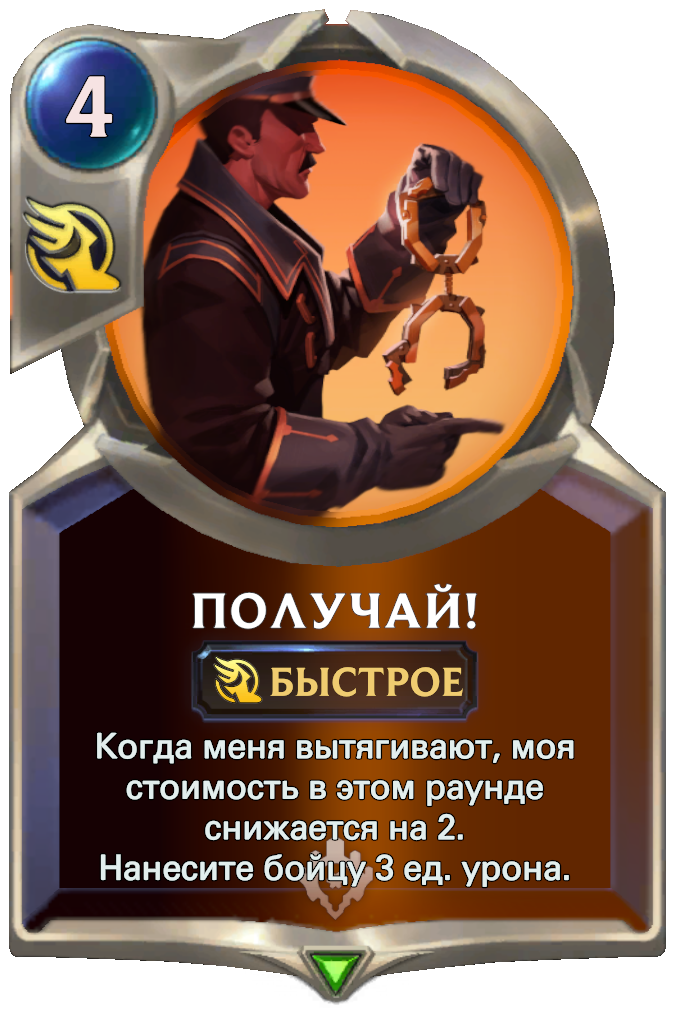 4
ПОЛУЧАЙ!
БЫСТРОЕ
Когда меня вытягивают, моя
стоимость в этом раунде
снижается на 2.
Нанесите бойцу 3 ед. урона.